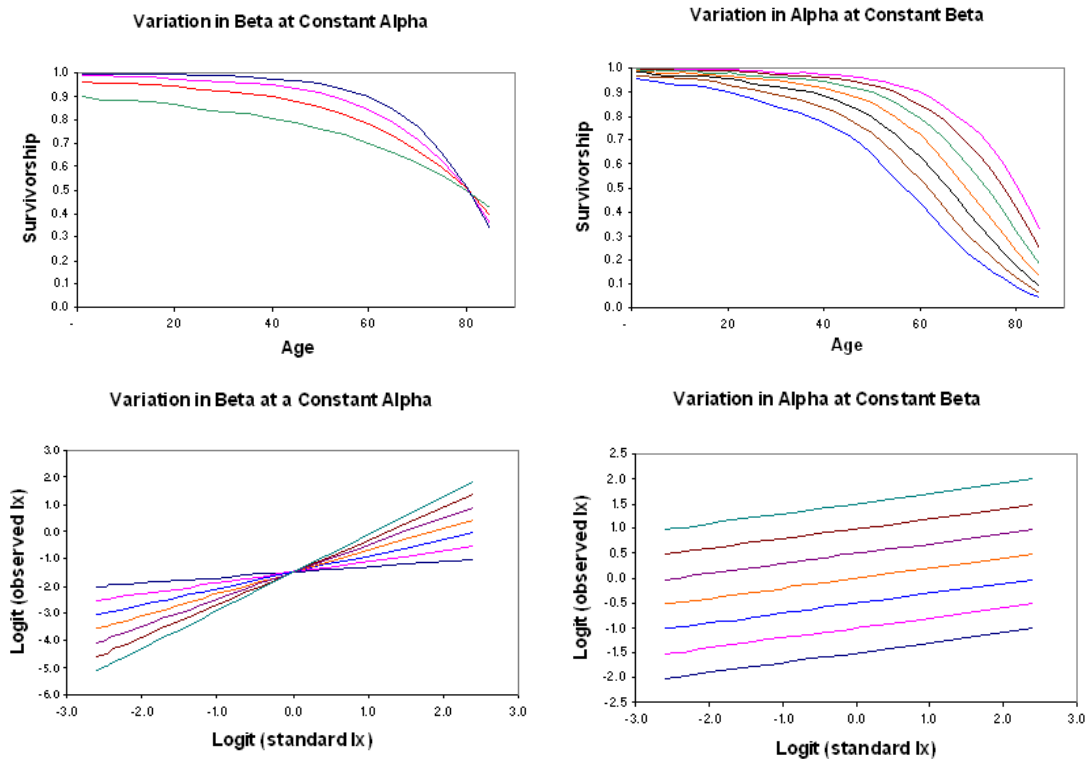 Variation in Beta at Constant Alpha
1.0
0.9
0.8
0.7
0.6
0.5
0.4
0.3
0.2
0.1
0.0
Survivorship
- 20 40 60 80
Age
Variation in Alpha at Constant Beta
1.0
0.9
0.8
0.7
0.6
0.5
0.4
0.3
0.2
0.1
0.0
Survivorship
- 20 40 60 80
Age
Variation in Beta at a Constant Alpha
3.0
2.0
1.0
0.0
-1.0
-2.0
-3.0
-4.0
-5.0
-6.0
Logit (observed lx)
-3.0 -2.0 -1.0 0.0 1.0 2.0 3.0
Logit (standard lx)
Variation in Alpha at Constant Beta
2.5
2.0
1.5
1.0
0.5
0.0
-0.5
-1.0
-1.5
-2.0
-2.5
Logit (observed lx)
-3.0 -2.0 -1.0 0.0 1.0 2.0 3.0
Logit (standard lx)